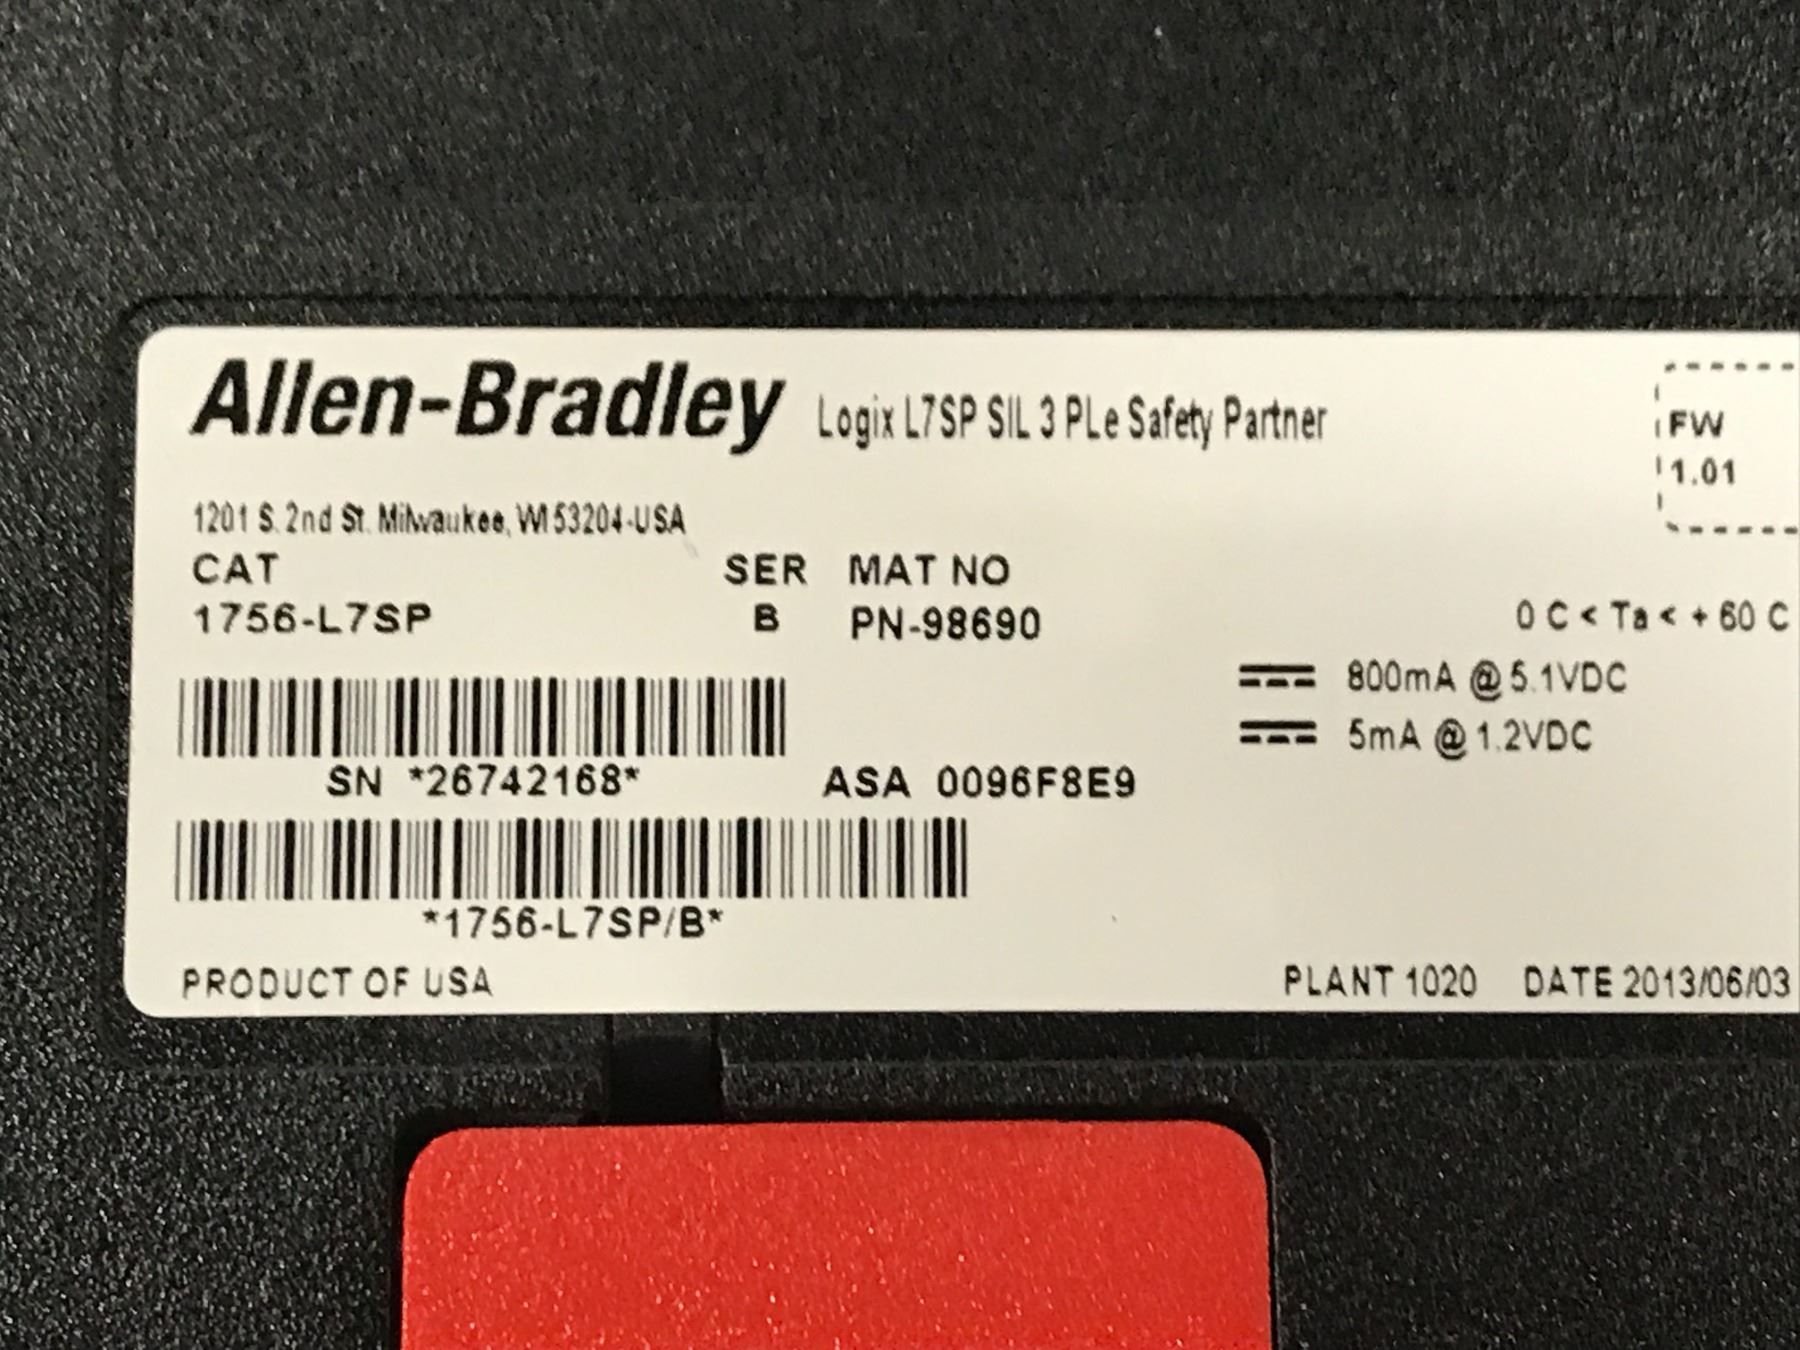 Allen-Bradley Logix L7SP SIL 3 PLe Safety Partner
FW
1.01
1201 S. 2nd St. Milwaukee, WI 53204-USA
CAT SER MAT NO
1756-L7SP B PN-98690
0 C < Ta < + 60 C
800mA @ 5.1VDC
5mA @ 1.2VDC
SN *26742168* ASA 0096F8E9
*1756-L7SP/B*
PRODUCT OF USA PLANT 1020 DATE 2013/06/03